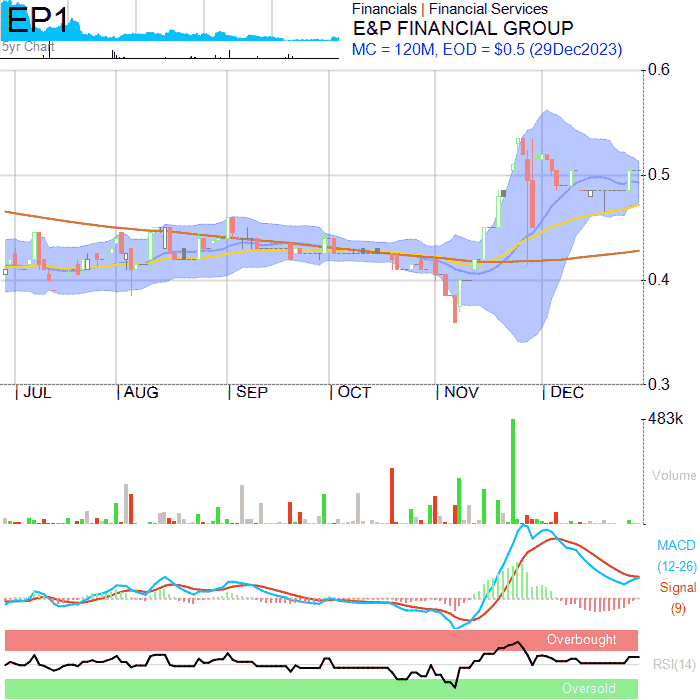 EP1
5yr Chart
Financials | Financial Services
E&P FINANCIAL GROUP
MC = 120M, EOD = $0.5 (29Dec2023)
0.6
0.5
0.4
0.3
JUL AUG SEP OCT NOV DEC
483k
Volume
MACD
(12-26)
Signal
(9)
Overbought
RSI(14)
Oversold